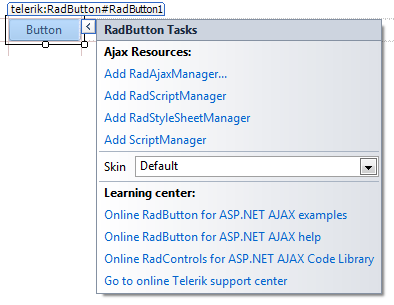 telerik:RadButton#RadButton1
Button
RadButton Tasks
Ajax Resources:
Add RadAjaxManager...
Add RadScriptManager
Add RadStyleSheetManager
Add ScriptManager
Skin Default
Learning center:
Online RadButton for ASP.NET AJAX examples
Online RadButton for ASP.NET AJAX help
Online RadControls for ASP.NET AJAX Code Library
Go to online Telerik support center